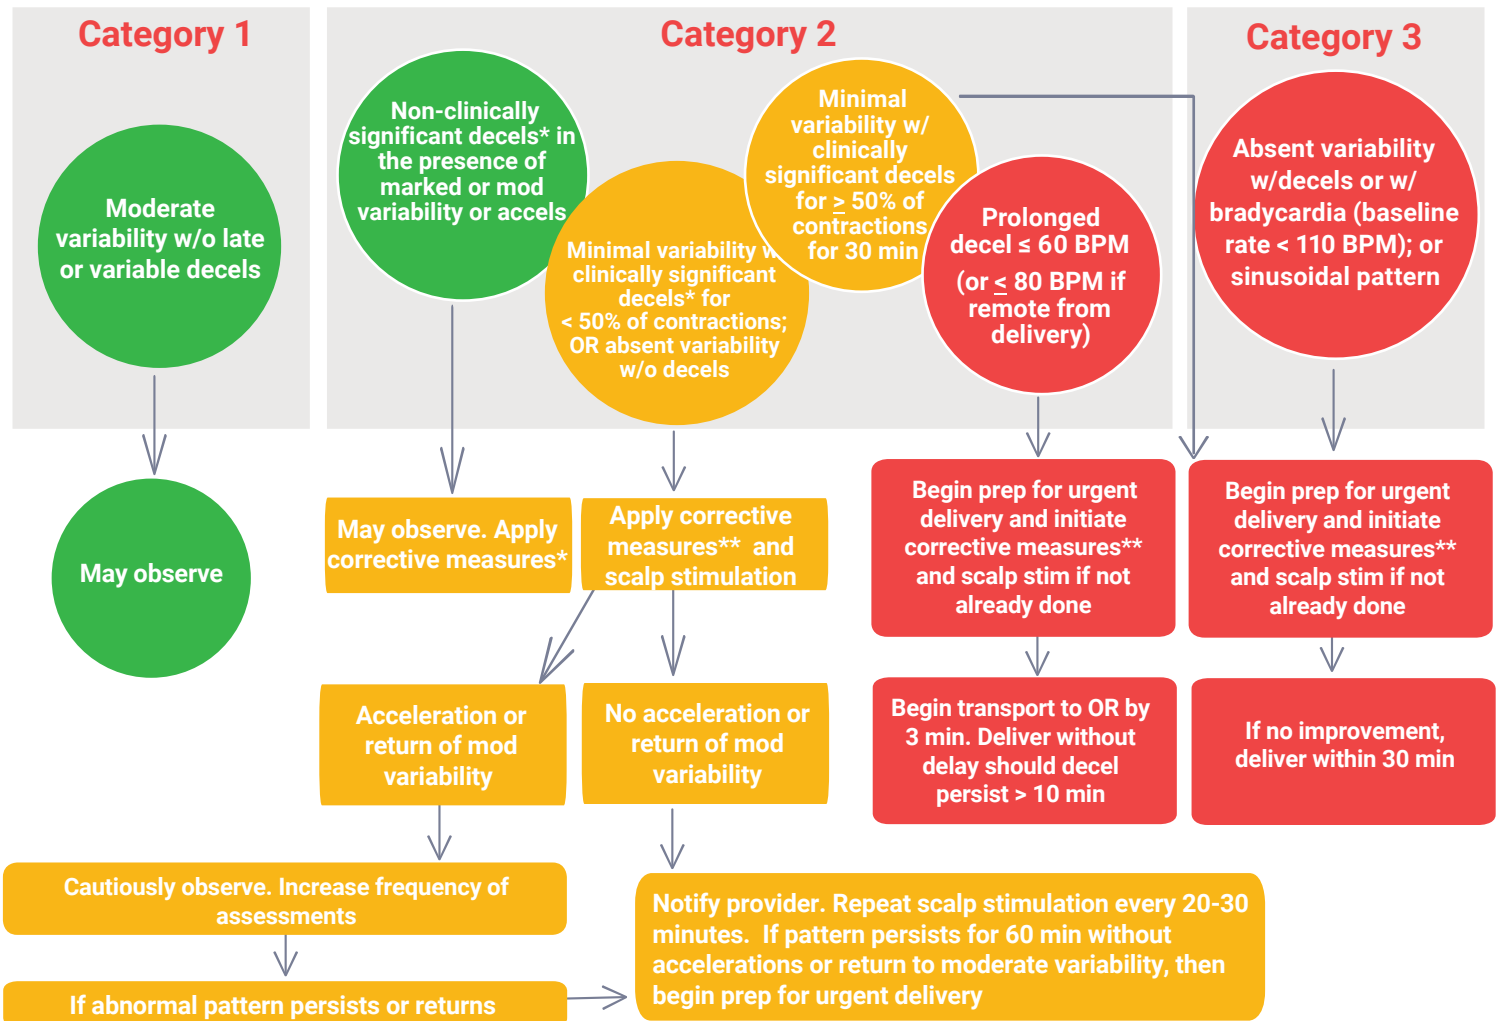 Category 1
Category 2
Category 3
Moderate
variability w/o late
or variable decels
Non-clinically
significant decels* in
the presence of
marked or mod
variability or accels
Minimal variability w/
clinically significant
decels* for
< 50% of contractions;
OR absent variability
w/o decels
Minimal
variability w/
clinically
significant decels
for ≥ 50% of
contractions
for 30 min
Prolonged
decel ≤ 60 BPM
(or ≤ 80 BPM if
remote from
delivery)
Absent variability
w/decels or w/
bradycardia (baseline
rate < 110 BPM); or
sinusoidal pattern
May observe
May observe. Apply
corrective measures*
Apply corrective
measures** and
scalp stimulation
Begin prep for urgent
delivery and initiate
corrective measures**
and scalp stim if not
already done
Begin prep for urgent
delivery and initiate
corrective measures**
and scalp stim if not
already done
Acceleration or
return of mod
variability
No acceleration or
return of mod
variability
Begin transport to OR by
3 min. Deliver without
delay should decel
persist > 10 min
If no improvement,
deliver within 30 min
Cautiously observe. Increase frequency of
assessments
If abnormal pattern persists or returns
Notify provider. Repeat scalp stimulation every 20-30
minutes. If pattern persists for 60 min without
accelerations or return to moderate variability, then
begin prep for urgent delivery